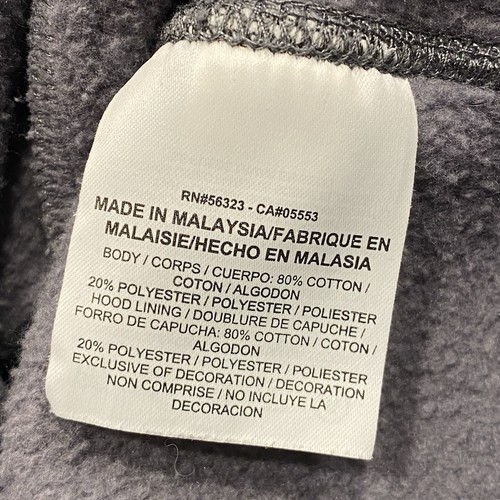 RN#56323 - CA#05553
MADE IN MALAYSIA/FABRIQUE EN
MALAISIE/HECHO EN MALASIA
BODY / CORPS / CUERPO: 80% COTTON /
COTON / ALGODON
20% POLYESTER / POLYESTER / POLIESTER
HOOD LINING / DOUBLURE DE CAPUCHE /
FORRO DE CAPUCHA: 80% COTTON / COTON /
ALGODON
20% POLYESTER / POLYESTER / POLIESTER
EXCLUSIVE OF DECORATION / DECORATION
NON COMPRISE / NO INCLUYE LA
DECORACION